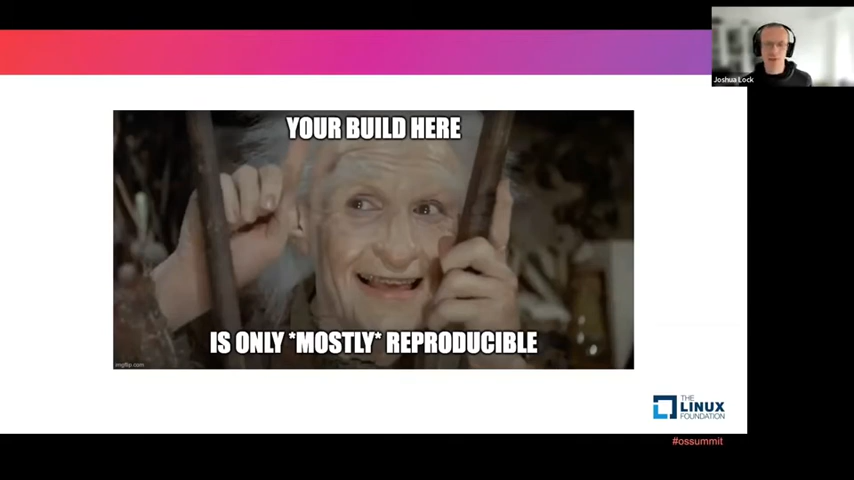 Joshua Lock
YOUR BUILD HERE
IS ONLY *MOSTLY* REPRODUCIBLE
imgflip.com
THE
LINUX
FOUNDATION
#ossummit